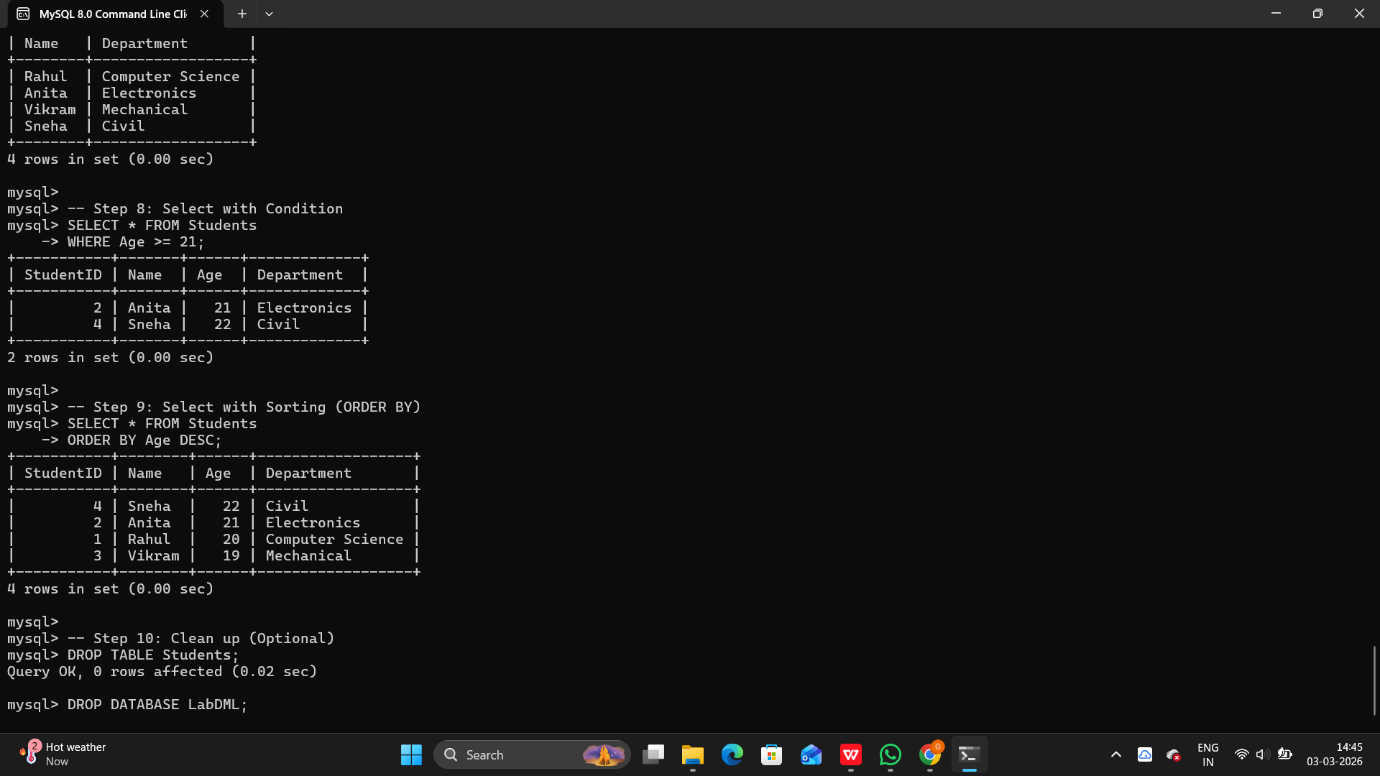 MySQL 8.0 Command Line Cli
| Name   | Department       |
+--------+------------------+
| Rahul  | Computer Science |
| Anita  | Electronics      |
| Vikram | Mechanical       |
| Sneha  | Civil            |
+--------+------------------+
4 rows in set (0.00 sec)
mysql>
mysql> -- Step 8: Select with Condition
mysql> SELECT * FROM Students
    -> WHERE Age >= 21;
+-----------+-------+------+-------------+
| StudentID | Name  | Age  | Department  |
+-----------+-------+------+-------------+
|         2 | Anita |   21 | Electronics |
|         4 | Sneha |   22 | Civil       |
+-----------+-------+------+-------------+
2 rows in set (0.00 sec)
mysql>
mysql> -- Step 9: Select with Sorting (ORDER BY)
mysql> SELECT * FROM Students
    -> ORDER BY Age DESC;
+-----------+--------+------+------------------+
| StudentID | Name   | Age  | Department       |
+-----------+--------+------+------------------+
|         4 | Sneha  |   22 | Civil            |
|         2 | Anita  |   21 | Electronics      |
|         1 | Rahul  |   20 | Computer Science |
|         3 | Vikram |   19 | Mechanical       |
+-----------+--------+------+------------------+
4 rows in set (0.00 sec)
mysql>
mysql> -- Step 10: Clean up (Optional)
mysql> DROP TABLE Students;
Query OK, 0 rows affected (0.02 sec)
mysql> DROP DATABASE LabDML;
2
Hot weather
Now
Search
G
ENG
IN
14:45
03-03-2026